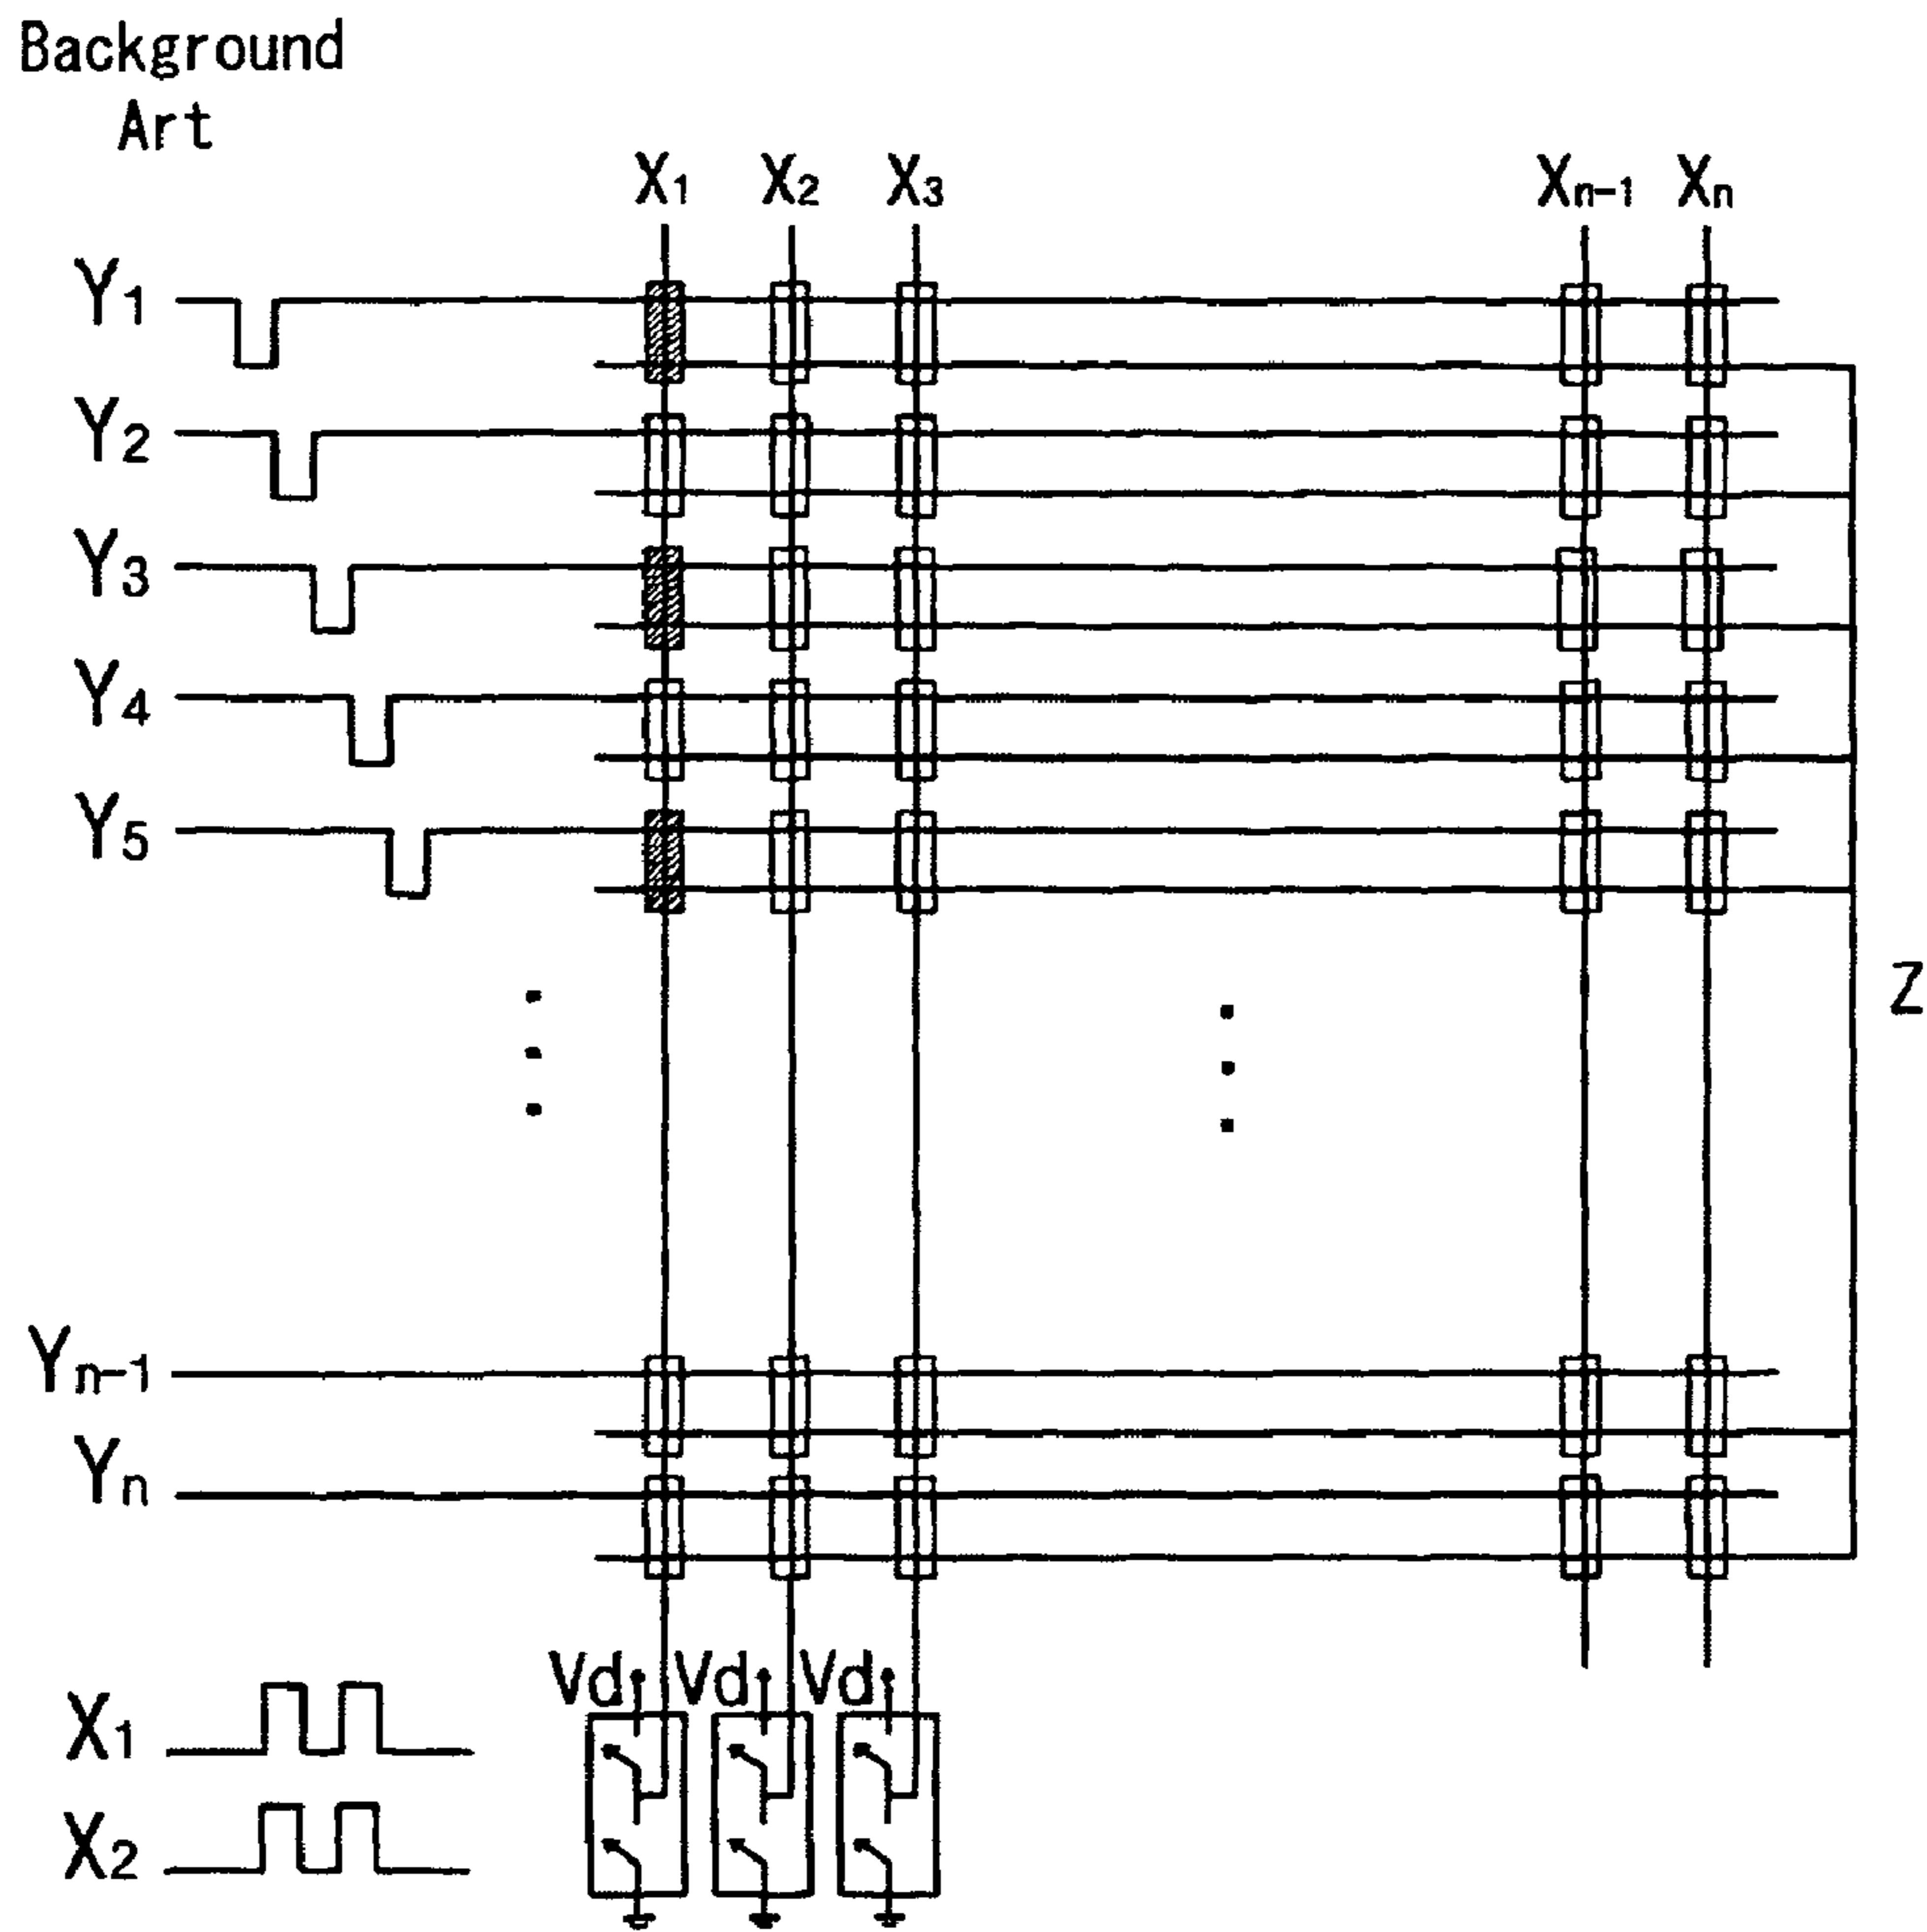 Background
Art
X1 X2 X3 Xn-1 Xn
Y1
Y2
Y3
Y4
Y5
Z
Yn-1
Yn
Vd Vd Vd
X1
X2